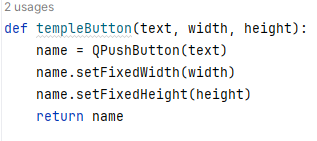 2 usages
def templeButton(text, width, height):
    name = QPushButton(text)
    name.setFixedWidth(width)
    name.setFixedHeight(height)
    return name